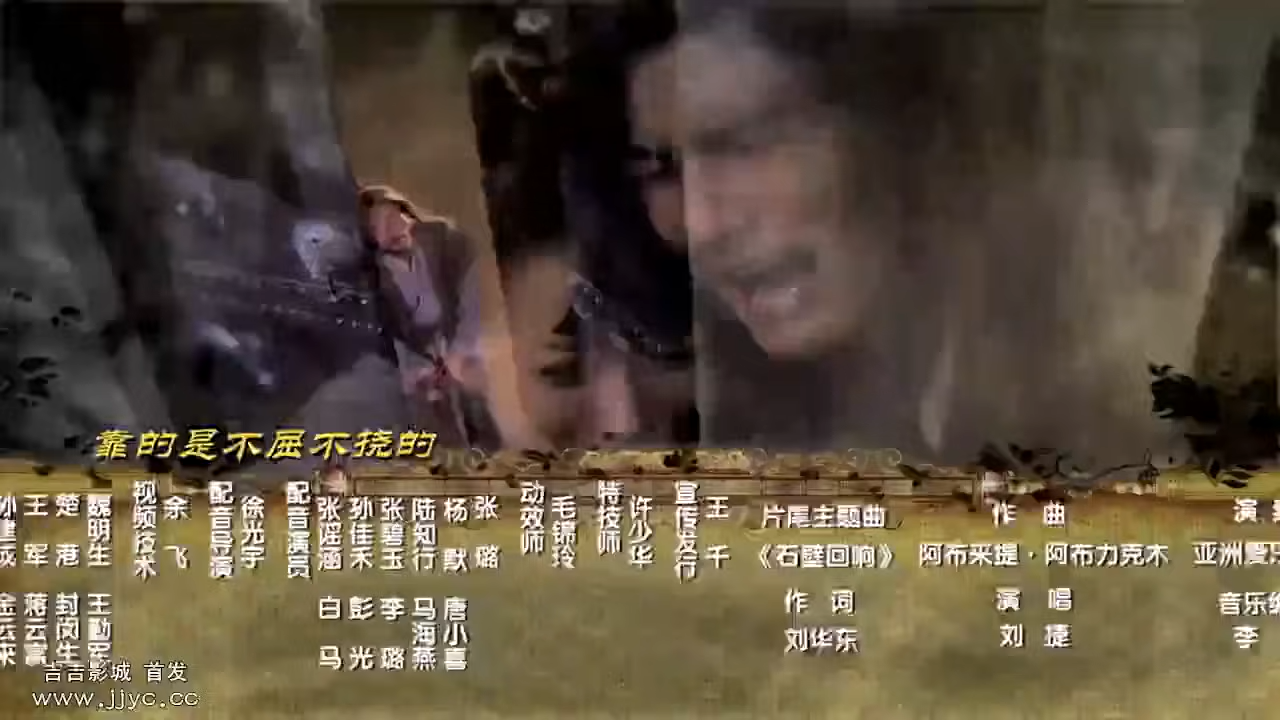 靠的是不屈不挠的
王军
楚港
魏明生
蒋云富
封闵生
王勤军
视频技术
余飞
配音导演
徐光宇
配音演员
张谣涵
孙佳禾
张碧玉
陆知行
杨默
张璐
白马
彭光
李璐
马海燕
唐小喜
动效师
毛锦玲
特技师
许少华
宣传发行
王千
片尾主题曲
《石壁回响》
作 词
刘华东
作 曲
阿布来提·阿布力克木
演 唱
刘 捷
亚洲爱乐
音乐编
李
吉吉影城 首发
www.jjyc.cc